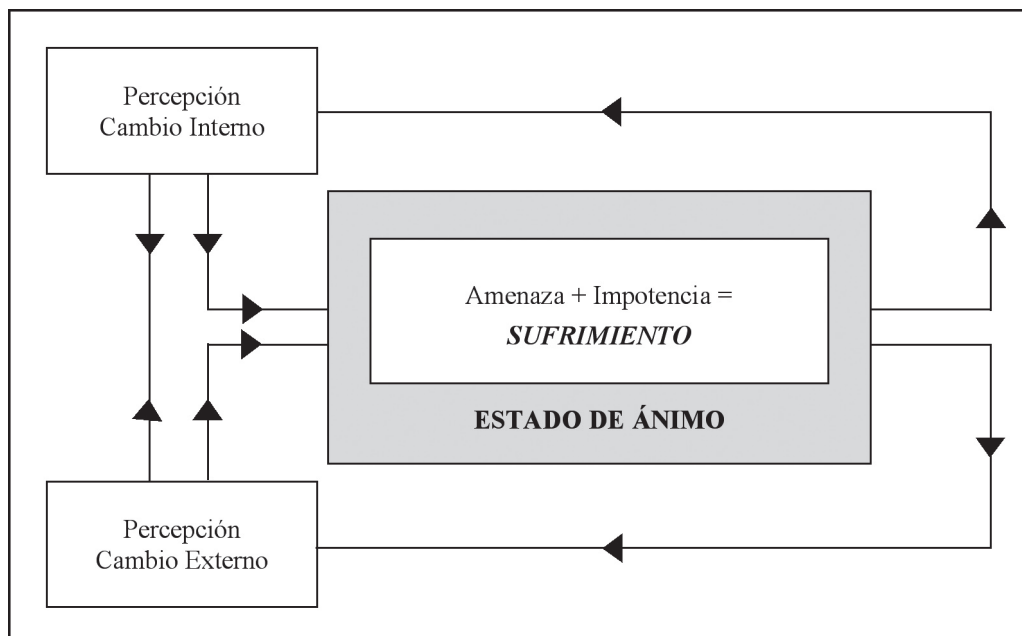 Percepción
Cambio Interno
Amenaza + Impotencia =
SUFRIMIENTO
ESTADO DE ÁNIMO
Percepción
Cambio Externo